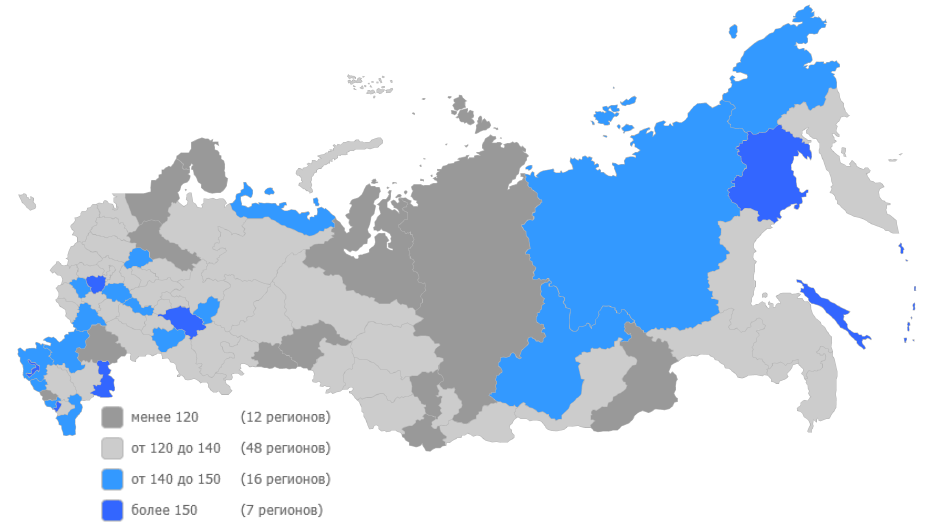 менее 120 (12 регионов)
от 120 до 140 (48 регионов)
от 140 до 150 (16 регионов)
более 150 (7 регионов)